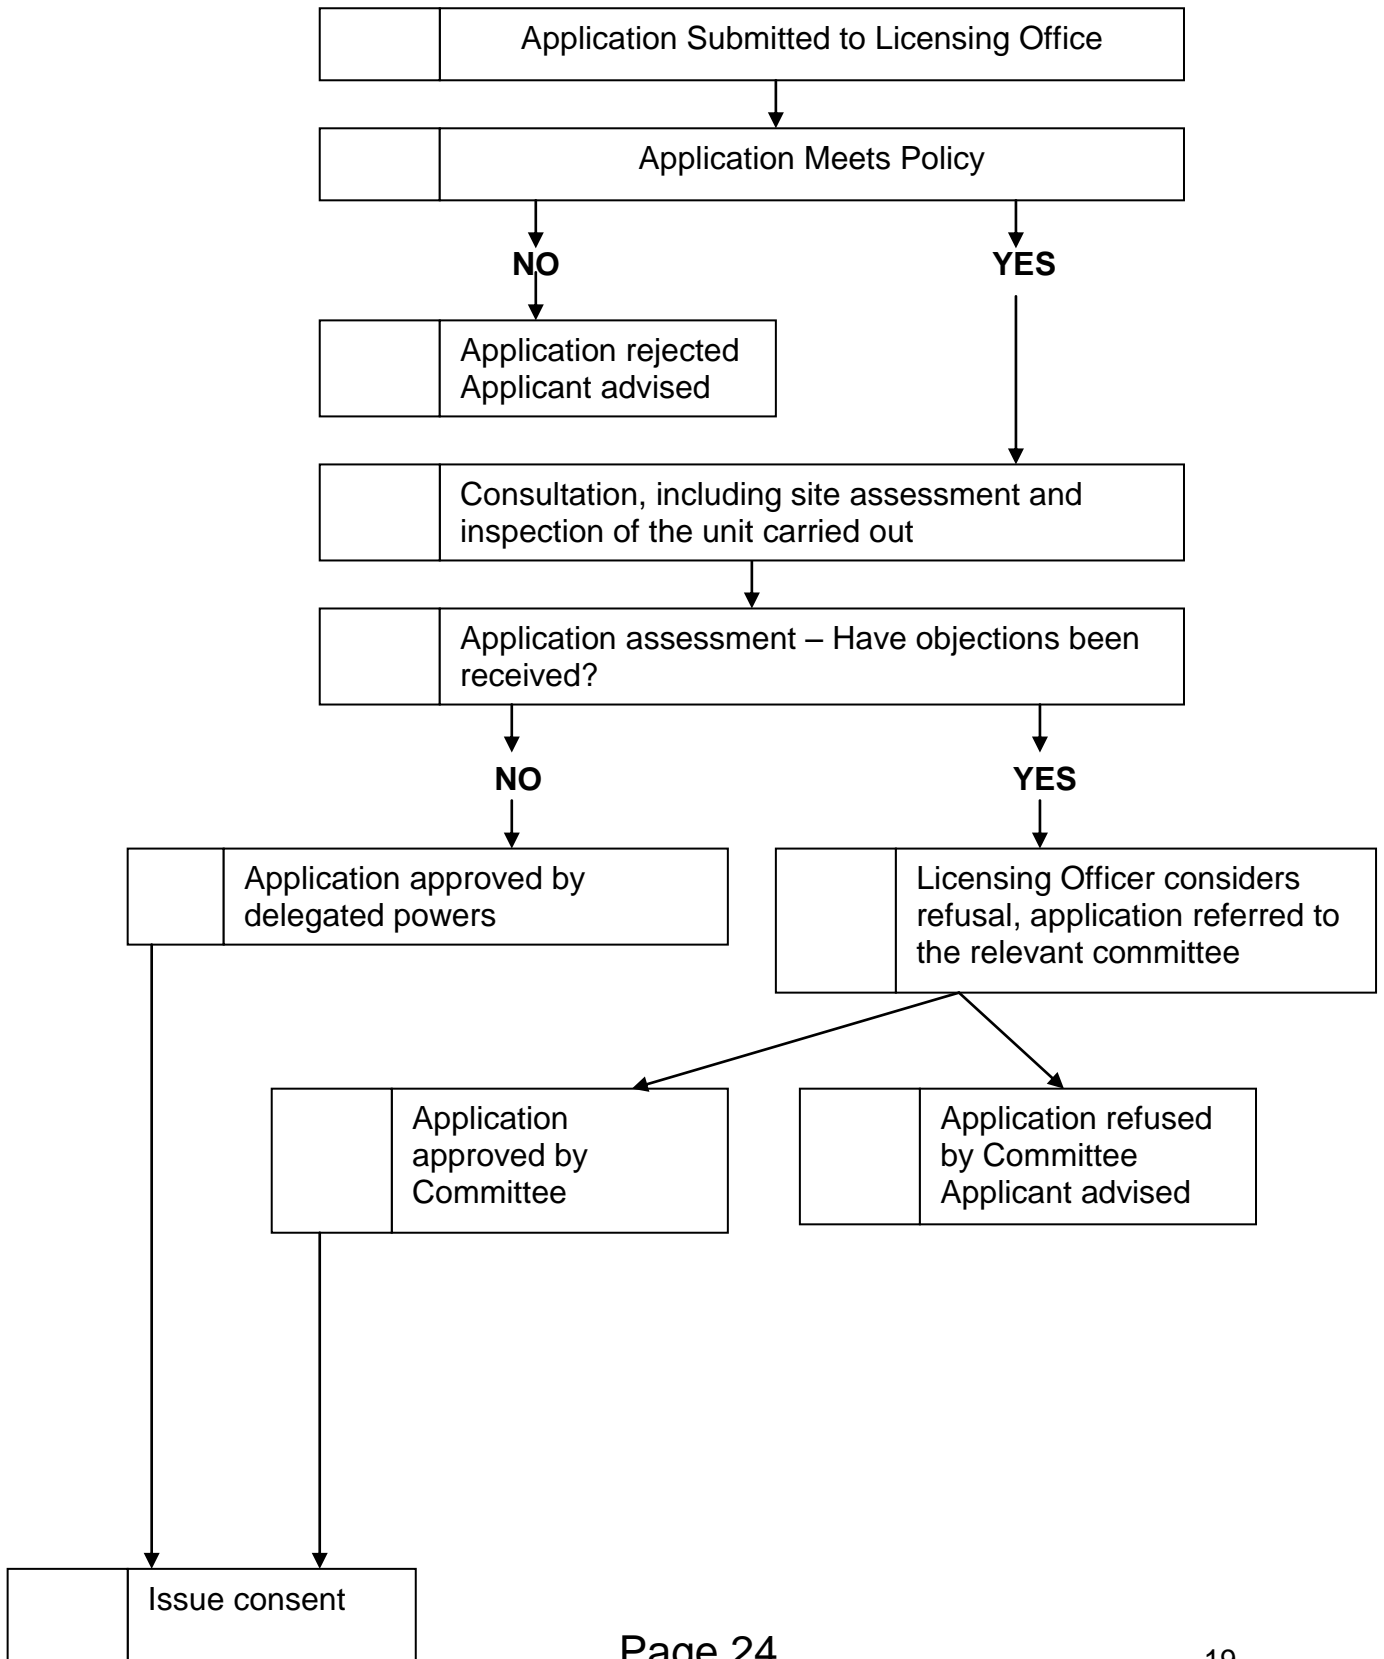 Application Submitted to Licensing Office
Application Meets Policy
NO
YES
Application rejected
Applicant advised
Consultation, including site assessment and
inspection of the unit carried out
Application assessment – Have objections been
received?
NO
YES
Application approved by
delegated powers
Licensing Officer considers
refusal, application referred to
the relevant committee
Application
approved by
Committee
Application refused
by Committee
Applicant advised
Issue consent
Page 24
19